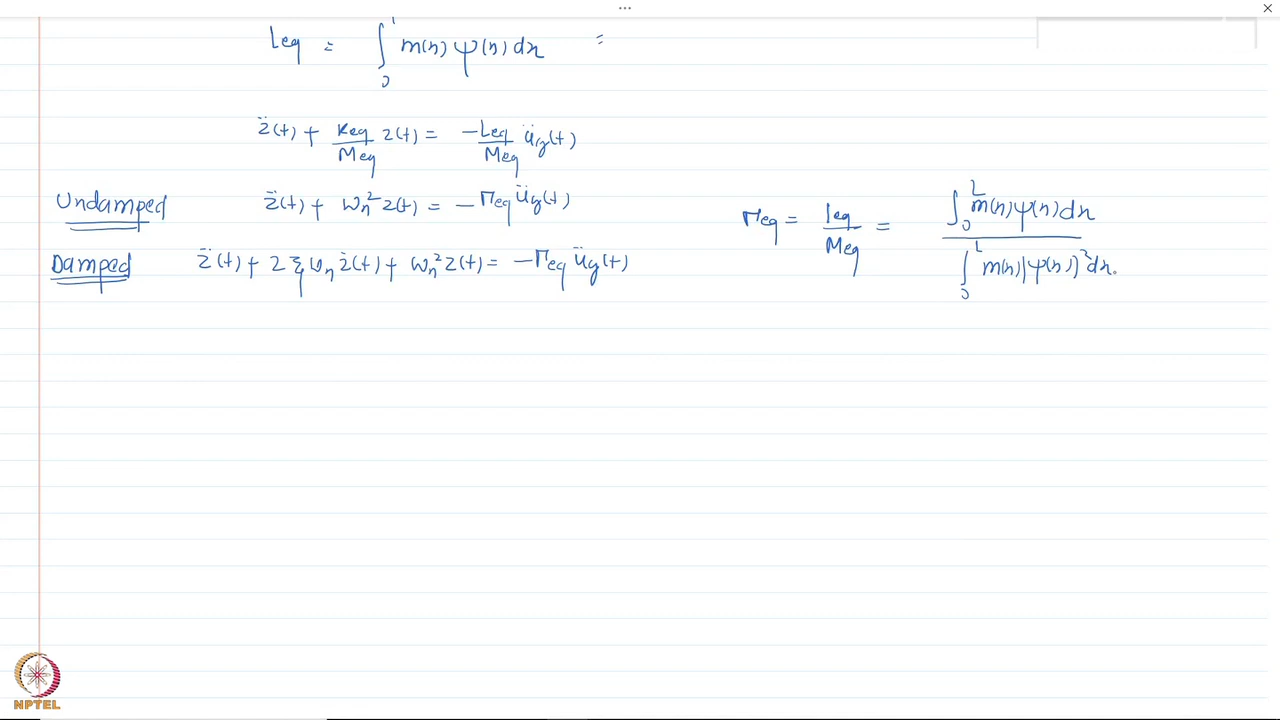 Leq = ∫₀ᴸ m(x) ψ(x) dx =
z̈(t) + Keq/Meq z(t) = −Leq/Meq üg(t)
Undamped z̈(t) + ωn² z(t) = −Γeq üg(t)
Γeq = Leq/Meq = ∫₀ᴸ m(x)ψ(x)dx / ∫₀ᴸ m(x)[ψ(x)]² dx.
Damped z̈(t) + 2ξωn ż(t) + ωn² z(t) = −Γeq üg(t)
NPTEL